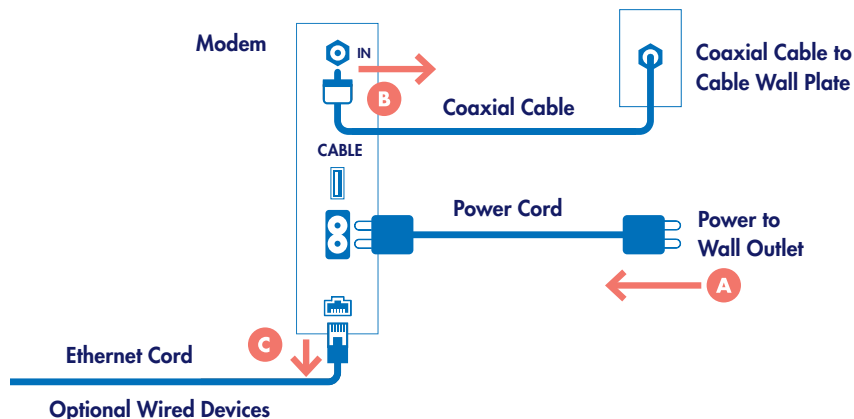 Modem
IN
Coaxial Cable to
Cable Wall Plate
B
Coaxial Cable
CABLE
Power Cord
Power to
Wall Outlet
A
C
Ethernet Cord
Optional Wired Devices